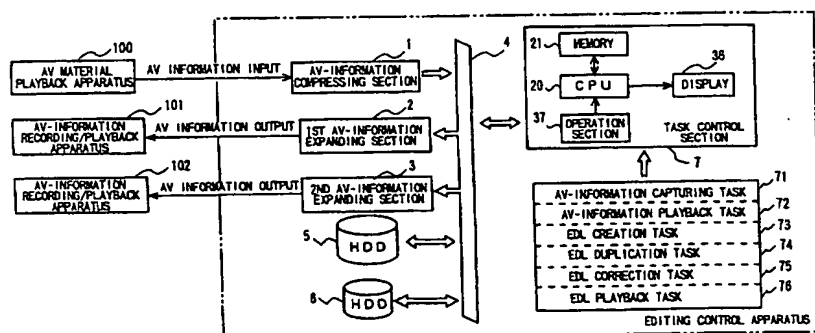 100
AV MATERIAL
PLAYBACK APPARATUS
AV INFORMATION INPUT
1
AV-INFORMATION
COMPRESSING SECTION
4
101
AV-INFORMATION
RECORDING/PLAYBACK
APPARATUS
AV INFORMATION OUTPUT
2
1ST AV-INFORMATION
EXPANDING SECTION
102
AV-INFORMATION
RECORDING/PLAYBACK
APPARATUS
AV INFORMATION OUTPUT
3
2ND AV-INFORMATION
EXPANDING SECTION
5
HDD
6
HDD
21
MEMORY
20
CPU
36
DISPLAY
37
OPERATION
SECTION
TASK CONTROL
SECTION
7
71
AV-INFORMATION CAPTURING TASK
72
AV-INFORMATION PLAYBACK TASK
73
EDL CREATION TASK
74
EDL DUPLICATION TASK
75
EDL CORRECTION TASK
76
EDL PLAYBACK TASK
EDITING CONTROL APPARATUS